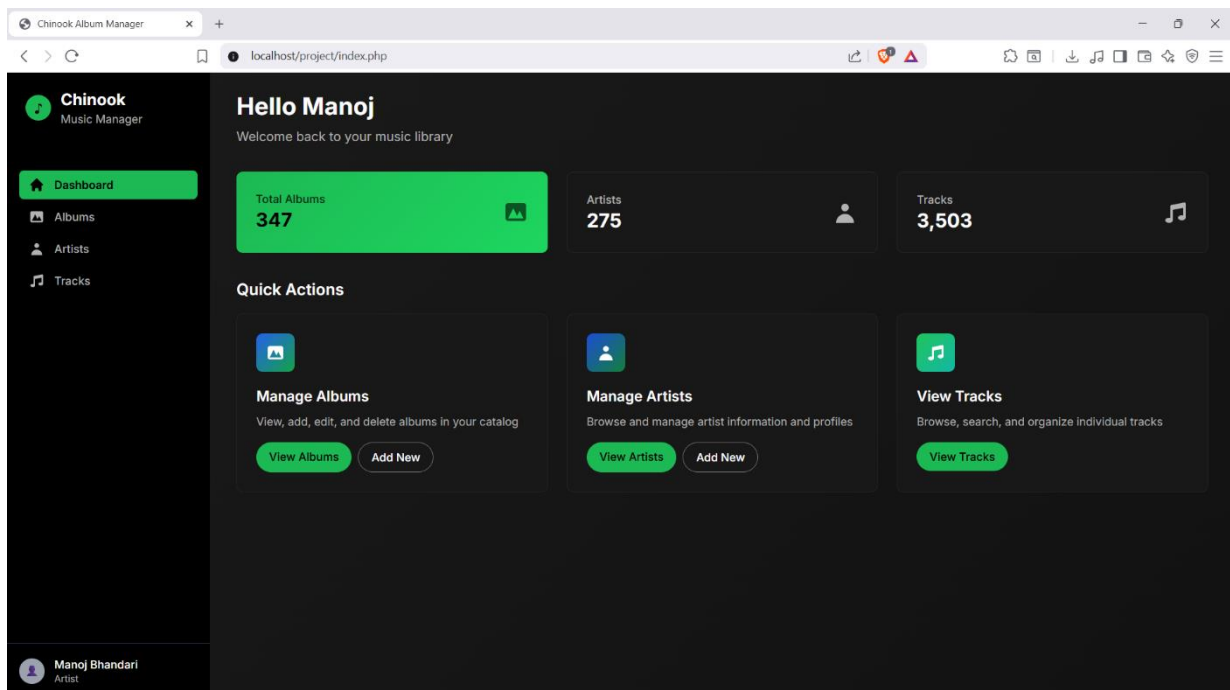 Chinook Album Manager
localhost/project/index.php
1
Chinook
Music Manager
Dashboard
Albums
Artists
Tracks
Manoj Bhandari
Artist
Hello Manoj
Welcome back to your music library
Total Albums
347
Artists
275
Tracks
3,503
Quick Actions
Manage Albums
View, add, edit, and delete albums in your catalog
View Albums
Add New
Manage Artists
Browse and manage artist information and profiles
View Artists
Add New
View Tracks
Browse, search, and organize individual tracks
View Tracks